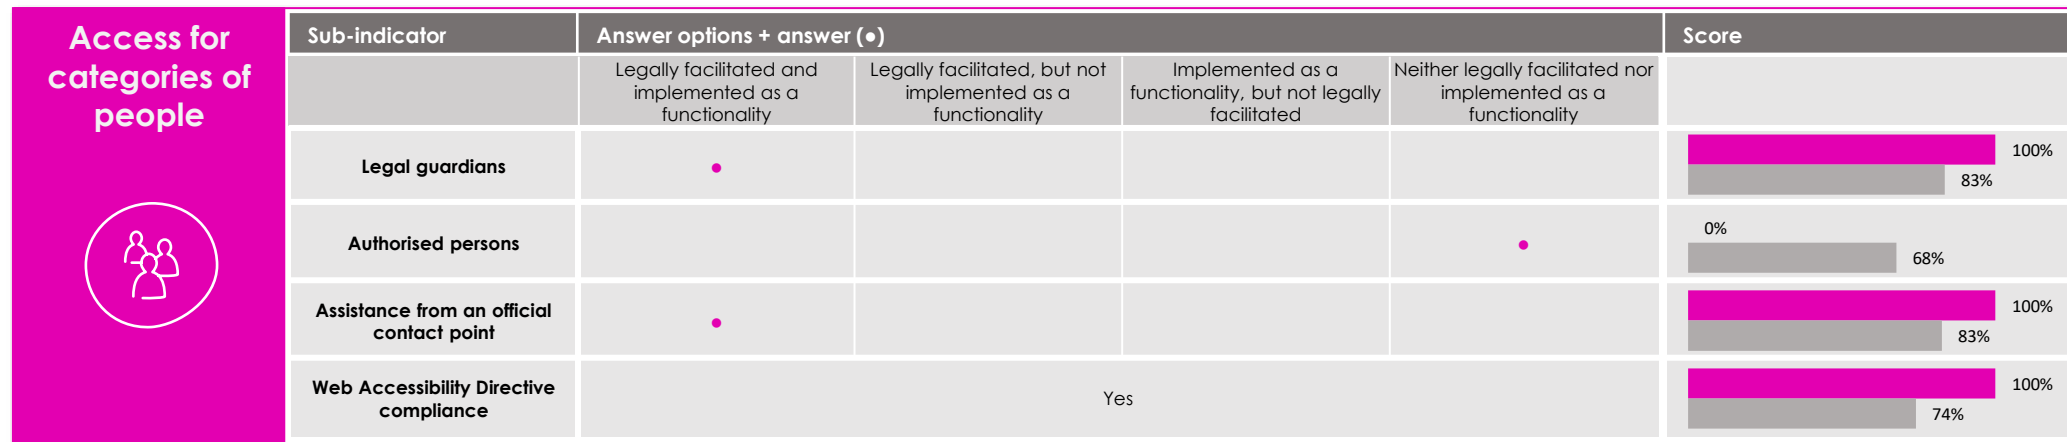 Access for
categories of
people
Sub-indicator
Answer options + answer (●)
Score
Legally facilitated and
implemented as a
functionality
Legally facilitated, but not
implemented as a
functionality
Implemented as a
functionality, but not legally
facilitated
Neither legally facilitated nor
implemented as a
functionality
Legal guardians
●
100%
83%
Authorised persons
●
0%
68%
Assistance from an official
contact point
●
100%
83%
Web Accessibility Directive
compliance
Yes
100%
74%